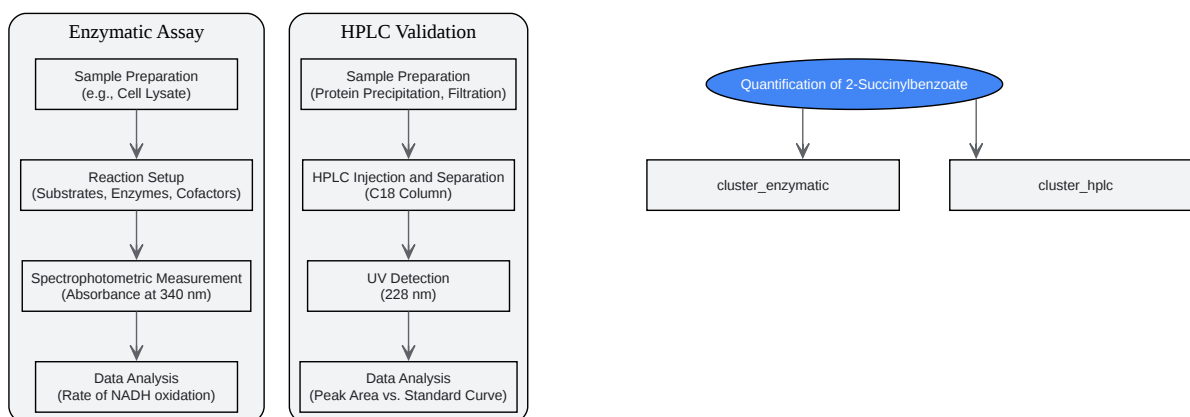 Enzymatic Assay
Sample Preparation
(e.g., Cell Lysate)
Reaction Setup
(Substrates, Enzymes, Cofactors)
Spectrophotometric Measurement
(Absorbance at 340 nm)
Data Analysis
(Rate of NADH oxidation)
HPLC Validation
Sample Preparation
(Protein Precipitation, Filtration)
HPLC Injection and Separation
(C18 Column)
UV Detection
(228 nm)
Data Analysis
(Peak Area vs. Standard Curve)
Quantification of 2-Succinylbenzoate
cluster_enzymatic
cluster_hplc